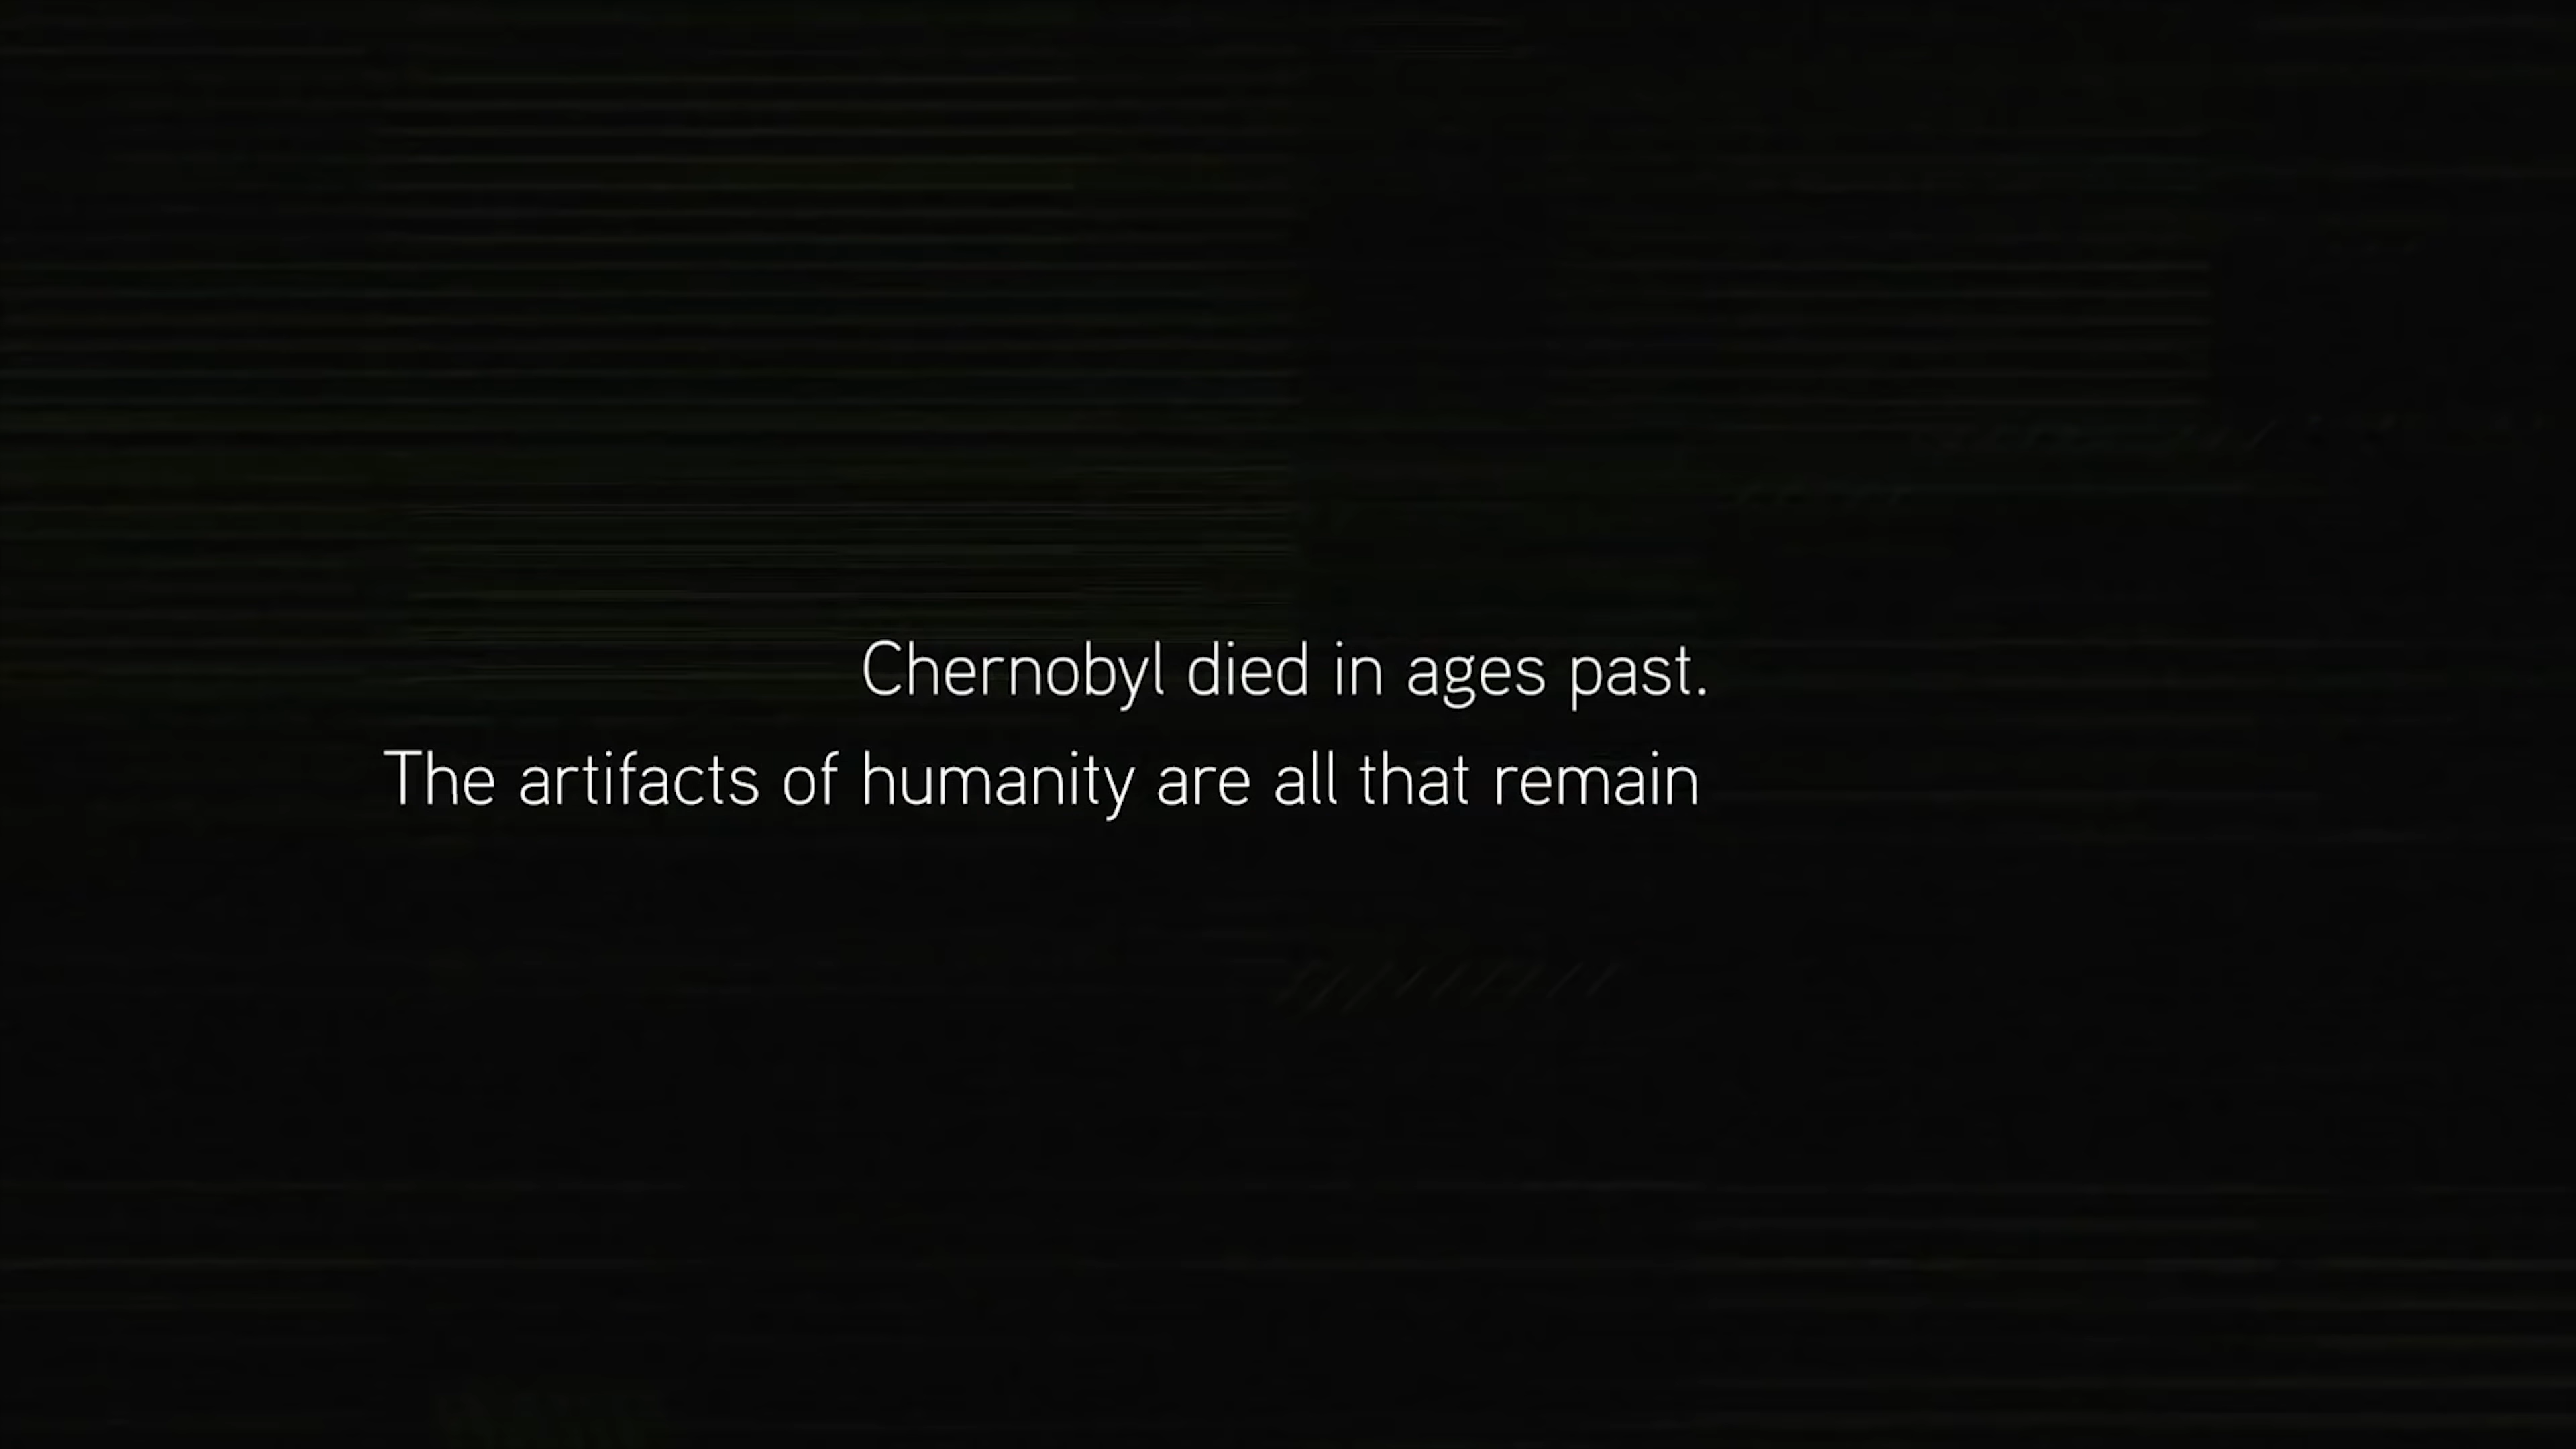 Chernobyl died in ages past.
The artifacts of humanity are all that remain